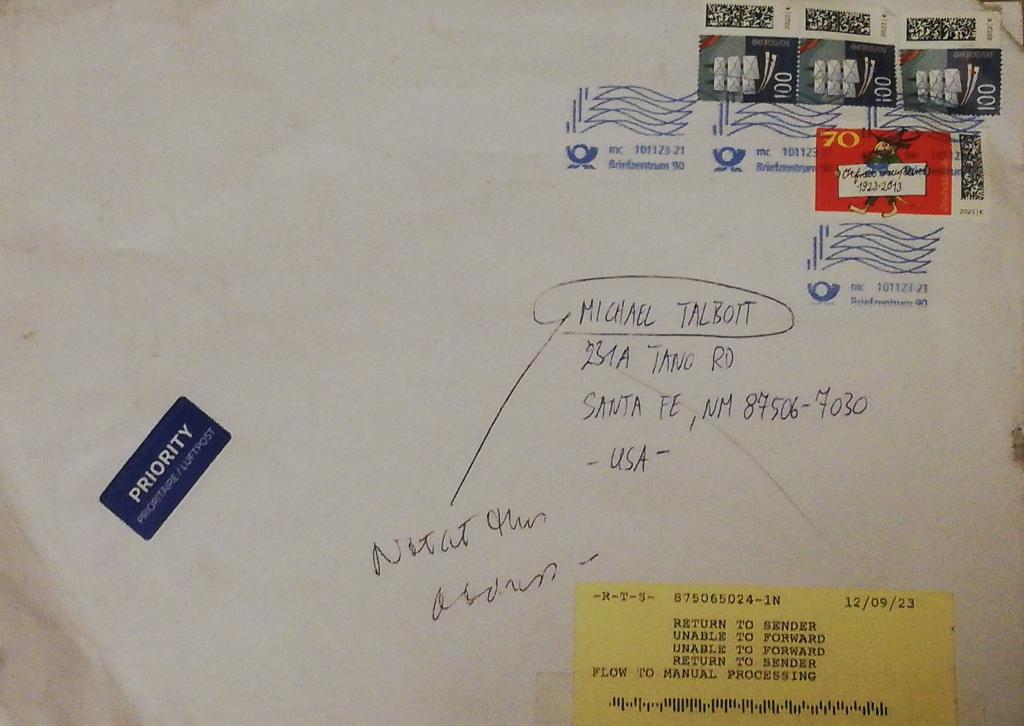 DEUTSCHLAND
100
DEUTSCHLAND
100
100
mc 101123-21
Briefzentrum 90
mc 101123
Briefzentrum
70
1923-2013
2023 | €
mc 101123-21
Briefzentrum 90
MICHAEL TALBOTT
231A TANO RD
SANTA FE, NM 87506-7030
- USA -
PRIORITY
PRIORITAIRE / LUFTPOST
Not at this
address -
-R-T-S- 875065024-1N 12/09/23
RETURN TO SENDER
UNABLE TO FORWARD
UNABLE TO FORWARD
RETURN TO SENDER
FLOW TO MANUAL PROCESSING